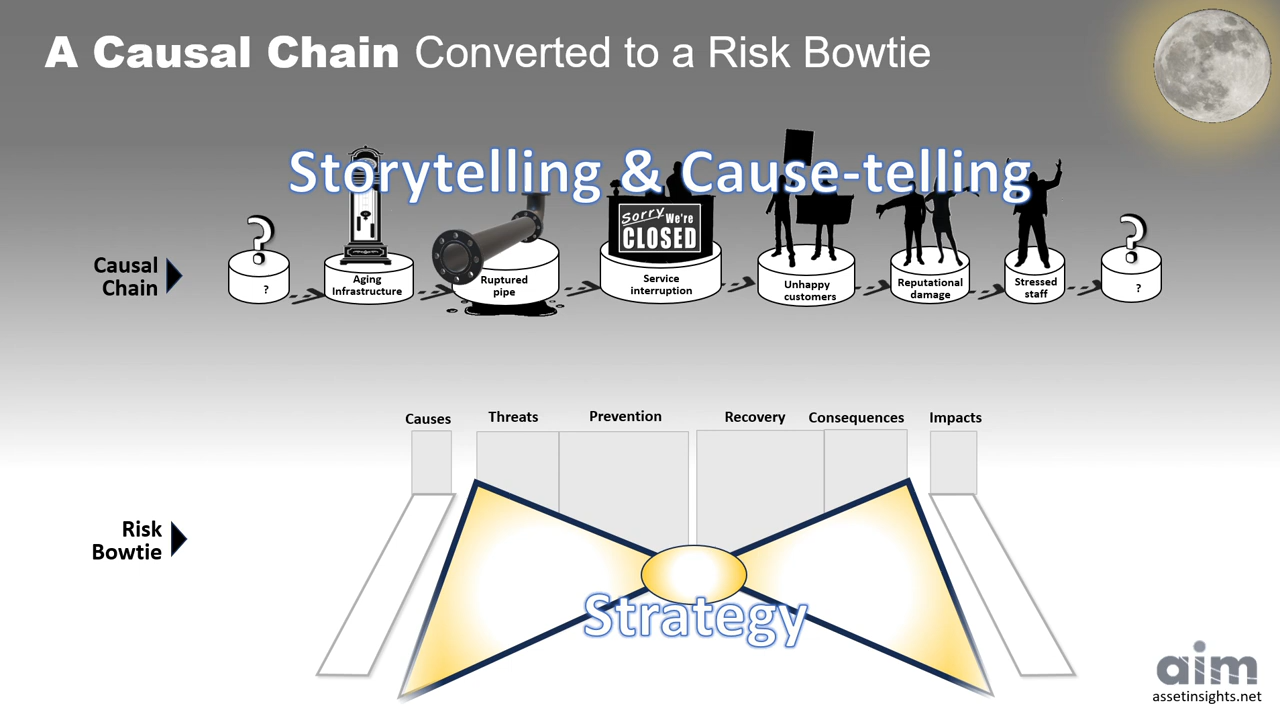 A Causal Chain Converted to a Risk Bowtie
Storytelling & Cause-telling
Causal
Chain
?
?
Aging
Infrastructure
Ruptured
pipe
Sorry We're
CLOSED
Service
interruption
Unhappy
customers
Reputational
damage
Stressed
staff
?
?
Causes
Threats
Prevention
Recovery
Consequences
Impacts
Risk
Bowtie
Strategy
aim
assetinsights.net